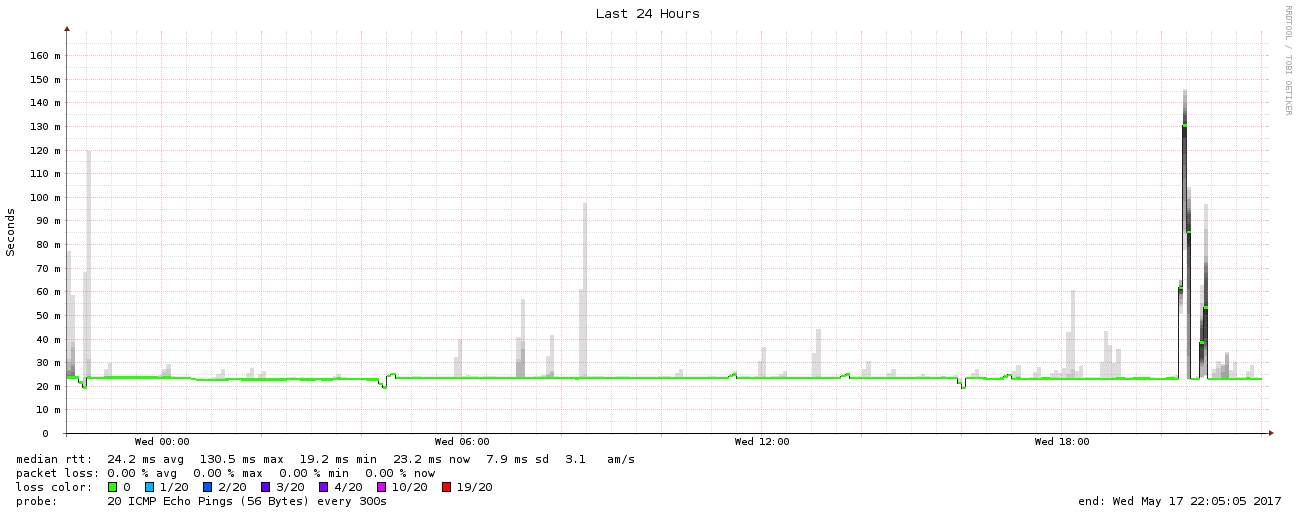 Last 24 Hours
RRDTOOL / TOBI OETIKER
Seconds
160 m
150 m
140 m
130 m
120 m
110 m
100 m
90 m
80 m
70 m
60 m
50 m
40 m
30 m
20 m
10 m
0
Wed 00:00 Wed 06:00 Wed 12:00 Wed 18:00
median rtt: 24.2 ms avg 130.5 ms max 19.2 ms min 23.2 ms now 7.9 ms sd 3.1 am/s
packet loss: 0.00 % avg 0.00 % max 0.00 % min 0.00 % now
loss color: 0 1/20 2/20 3/20 4/20 10/20 19/20
probe: 20 ICMP Echo Pings (56 Bytes) every 300s end: Wed May 17 22:05:05 2017